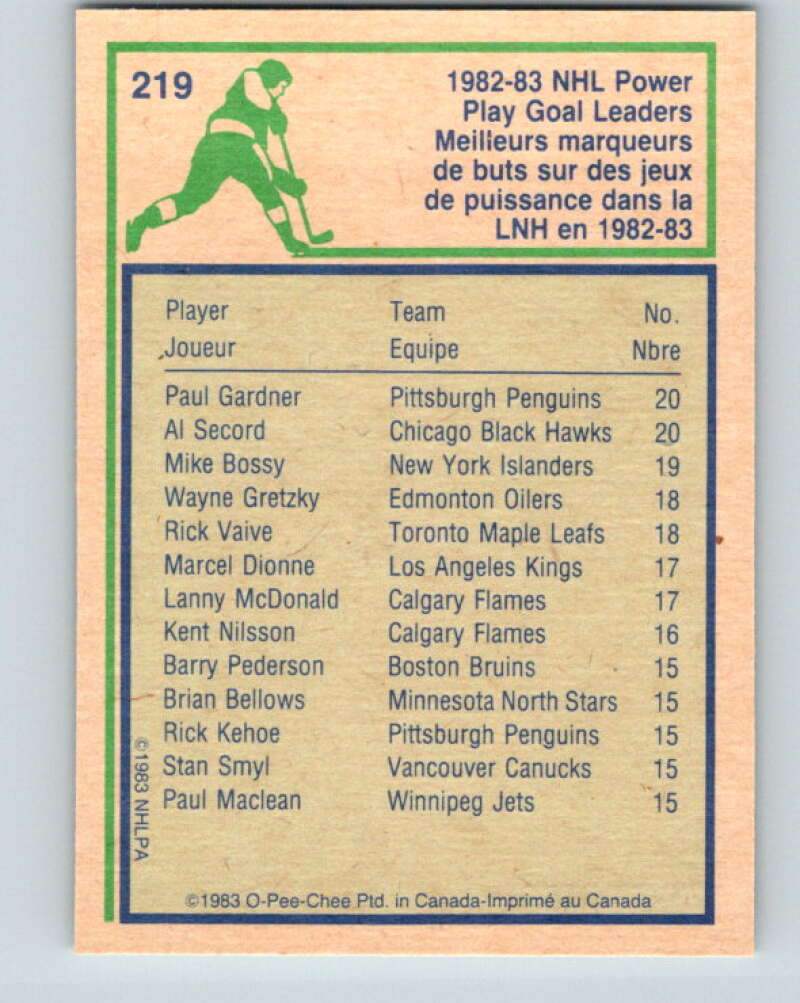 219
1982-83 NHL Power
Play Goal Leaders
Meilleurs marqueurs
de buts sur des jeux
de puissance dans la
LNH en 1982-83
Player Team No.
Joueur Equipe Nbre
Paul Gardner Pittsburgh Penguins 20
Al Secord Chicago Black Hawks 20
Mike Bossy New York Islanders 19
Wayne Gretzky Edmonton Oilers 18
Rick Vaive Toronto Maple Leafs 18
Marcel Dionne Los Angeles Kings 17
Lanny McDonald Calgary Flames 17
Kent Nilsson Calgary Flames 16
Barry Pederson Boston Bruins 15
Brian Bellows Minnesota North Stars 15
Rick Kehoe Pittsburgh Penguins 15
Stan Smyl Vancouver Canucks 15
Paul Maclean Winnipeg Jets 15
©1983 NHLPA
©1983 O-Pee-Chee Ptd. in Canada-Imprimé au Canada